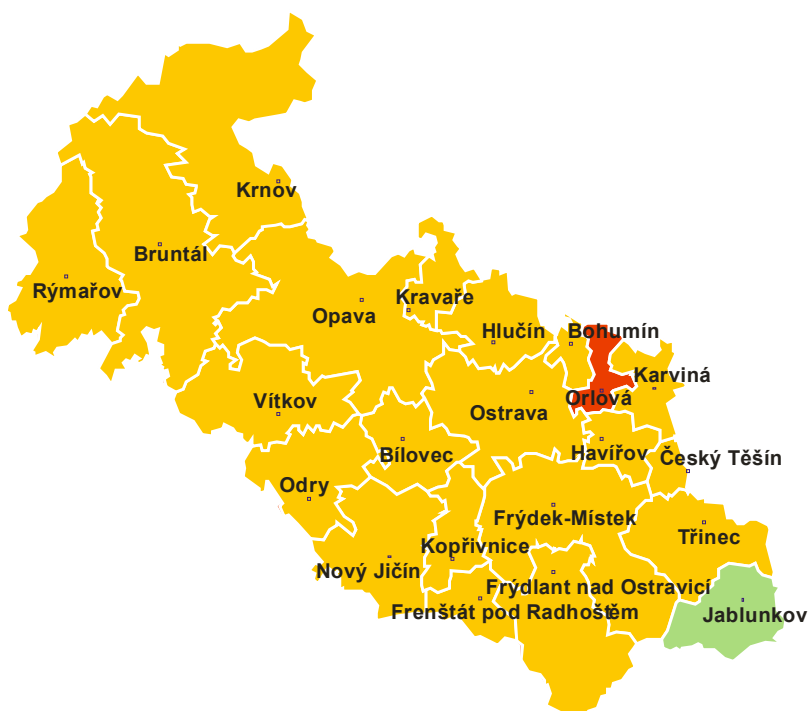 Krnov
Bruntál
Rýmařov
Kravaře
Opava
Hlučín
Bohumín
Karviná
Orlová
Vítkov
Ostrava
Bílovec
Havířov
Český Těšín
Odry
Frýdek-Místek
Třinec
Kopřivnice
Nový Jičín
Frýdlant nad Ostravicí
Frenštát pod Radhoštěm
Jablunkov